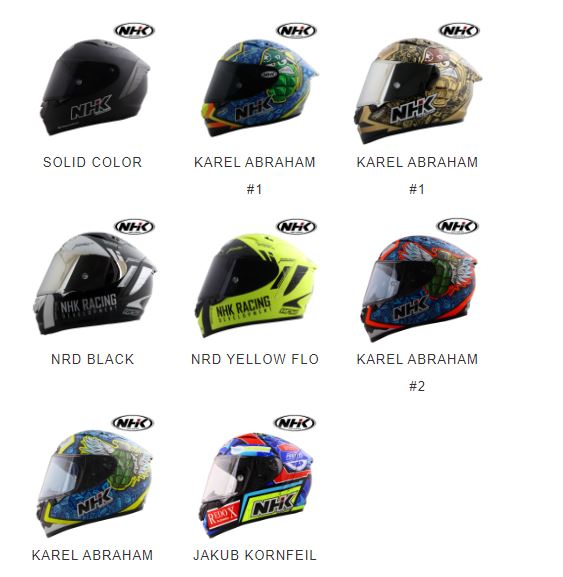 NHK
NHK
NHK
NHK
NHK
NHK
NHK
SOLID COLOR
KAREL ABRAHAM
#1
KAREL ABRAHAM
#1
NHK
NHK
NHK
NHK RACING
DEVELOPMENT
NHK RACING
DEVELOPMENT
NHK
NRD BLACK
NRD YELLOW FLO
KAREL ABRAHAM
#2
NHK
NHK
NHK
REDOX
NHK
KAREL ABRAHAM
JAKUB KORNFEIL